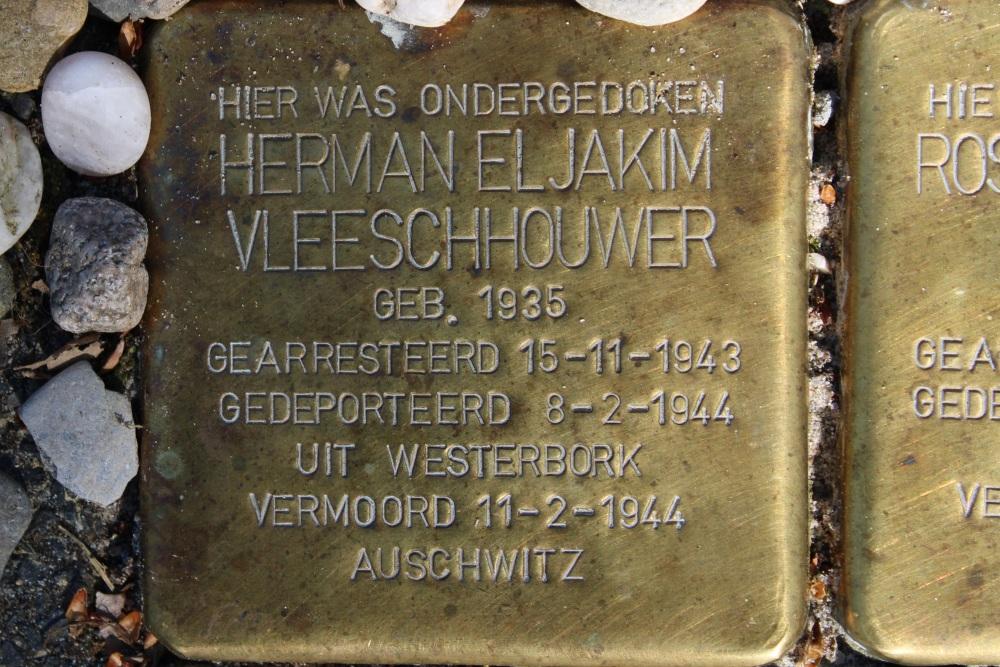 HIER WAS ONDERGEDOKEN
HERMAN ELJAKIM
VLEESCHHOUWER
GEB. 1935
GEARRESTEERD 15-11-1943
GEDEPORTEERD 8-2-1944
UIT WESTERBORK
VERMOORD 11-2-1944
AUSCHWITZ